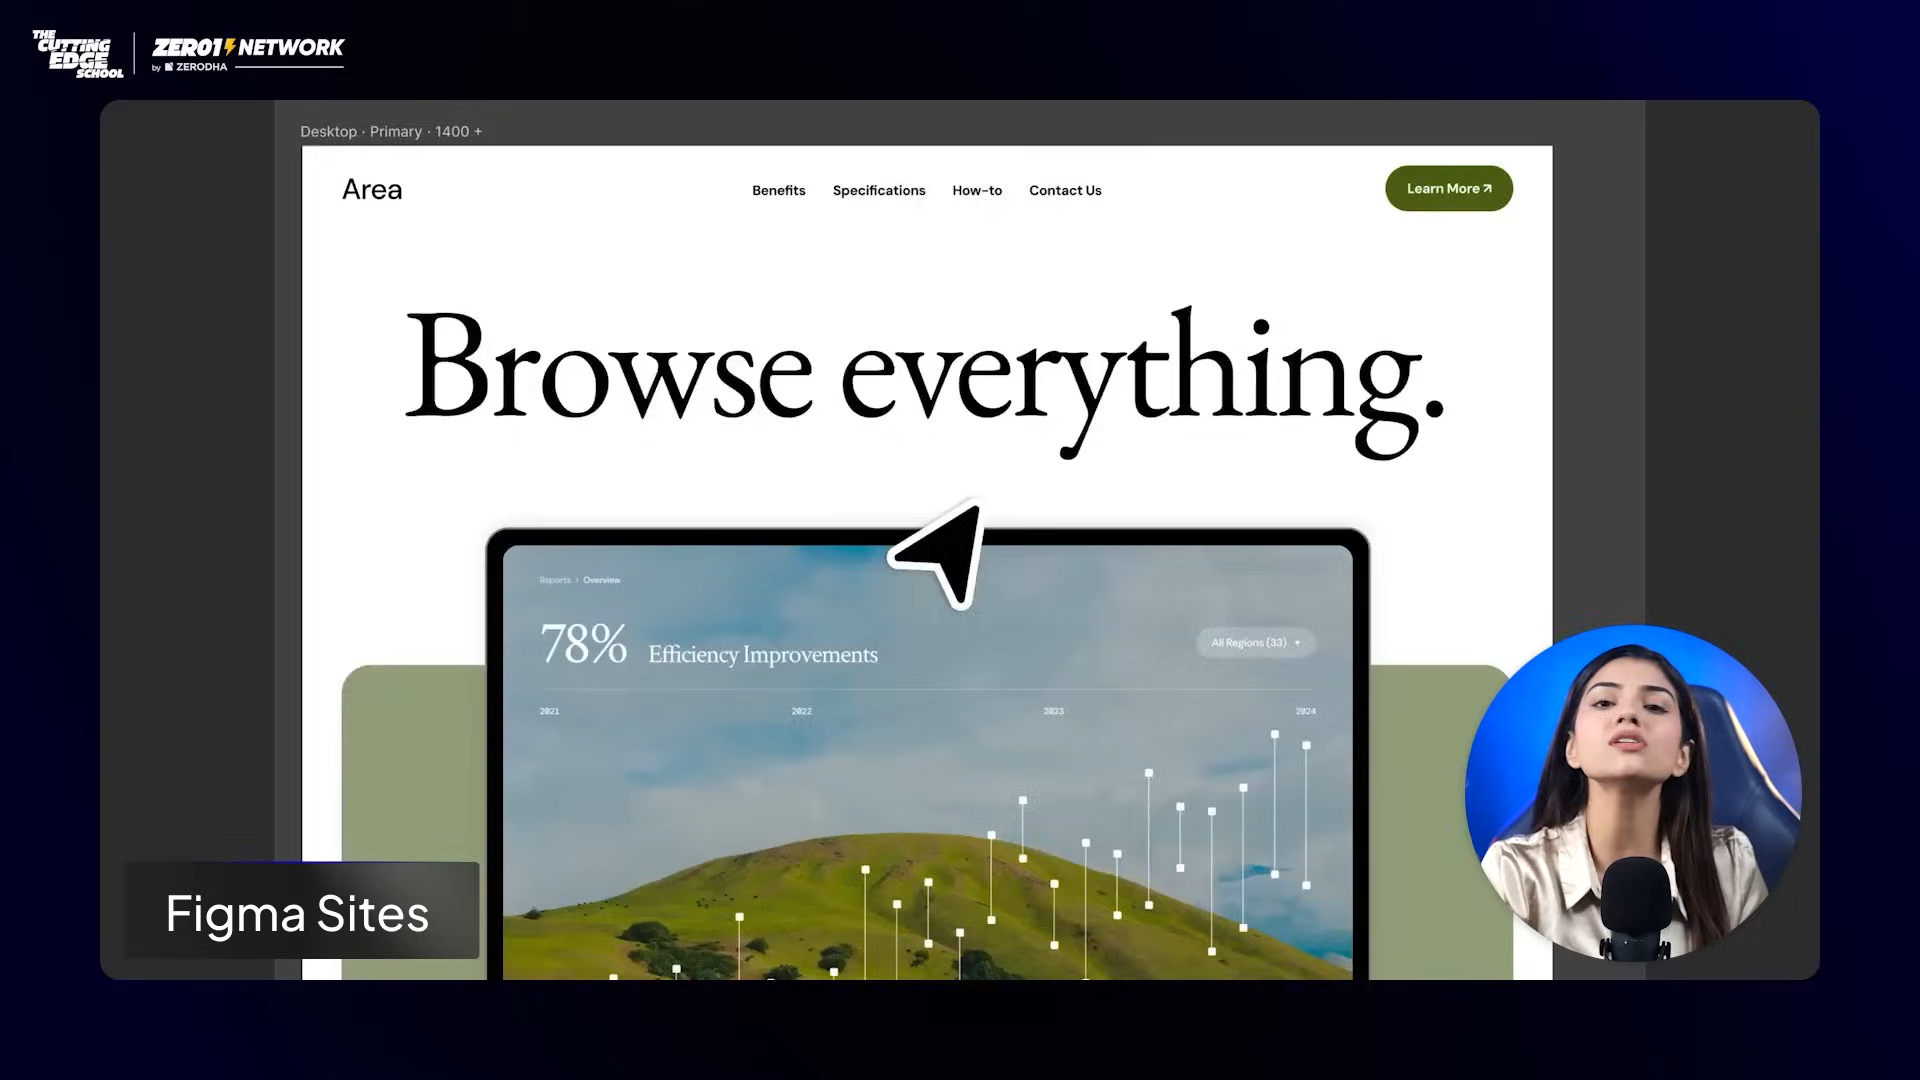 THE
CUTTING
EDGE
SCHOOL
ZERO1 NETWORK
by ZERODHA
Desktop · Primary · 1400 +
Area
Benefits
Specifications
How-to
Contact Us
Learn More
Browse everything.
Reports › Overview
78% Efficiency Improvements
All Regions (33)
2021
2022
2023
2024
Figma Sites